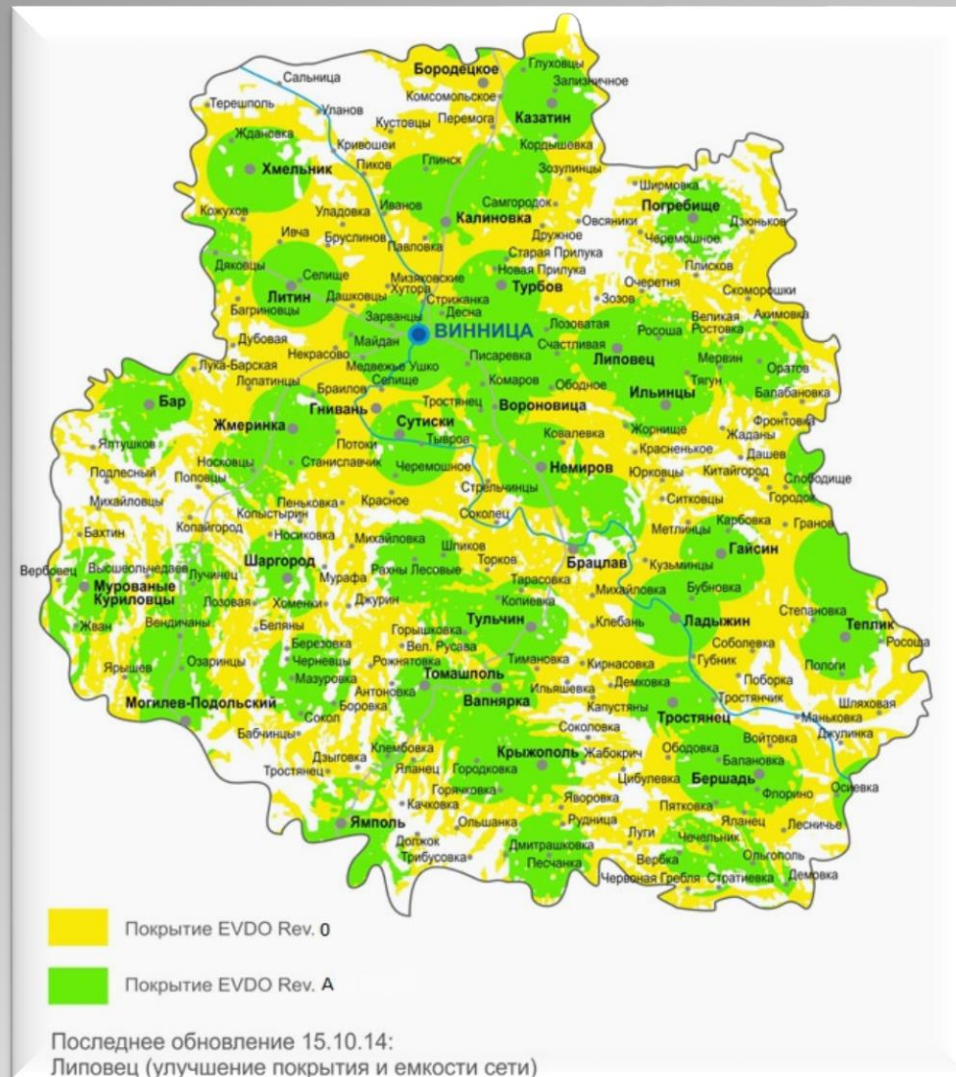 Глуховцы
Бородецкое
Сальница
Зализничное
Комсомольское
Терешполь
Уланов
Перемога
Казатин
Кустовцы
Ждановка
Кордышевка
Кривошеи
Глинск
Пиков
Хмельник
Зозулинцы
Ширмовка
Самгородок
Погребище
Кожухов
Уладовка
Иванов
Калиновка
Овсяники
Дзюньков
Ивча
Бруслинов
Дружное
Черемошное
Павловка
Старая Прилука
Дяковцы
Селище
Новая Прилука
Плисков
Мизяковские
Хутора
Турбов
Очеретня
Скоморошки
Литин
Дашковцы
Стрижанка
Зозов
Багриновцы
Зарванцы
Десна
Великая
Ростовка
Ахимовка
ВИННИЦА
Лозоватая
Росоша
Дубовая
Майдан
Счастливая
Некрасово
Писаревка
Липовец
Мервин
Лука-Барская
Медвежье Ушко
Оратов
Селище
Комаров
Ободное
Тягун
Лопатинцы
Браилов
Ильинцы
Балабановка
Бар
Гнивань
Тростянец
Вороновица
Фронтовка
Жмеринка
Сутиски
Жорнище
Жаданы
Ялтушков
Потоки
Тывров
Ковалевка
Красненькое
Дашев
Носковцы
Станиславчик
Черемошное
Немиров
Юрковцы
Китайгород
Слободище
Подлесный
Поповцы
Стрельчинцы
Городок
Михайловцы
Пеньковка
Красное
Ситковцы
Копыстырин
Соколец
Карбовка
Бахтин
Копайгород
Носиковка
Метлинцы
Гранов
Михайловка
Шпиков
Гайсин
Шаргород
Брацлав
Вербовец
Лучинец
Мурафа
Рахны Лесовые
Торков
Кузьминцы
Мурованые
Куриловцы
Тарасовка
Бубновка
Михайловка
Лозовая
Хоменки
Джурин
Копиевка
Степановка
Вендичаны
Тульчин
Клебань
Ладыжин
Теплик
Жван
Беляны
Горышковка
Росоша
Березовка
Вел. Русава
Соболевка
Озаринцы
Черневцы
Рожнятовка
Тимановка
Кирнасовка
Губник
Пологи
Ярышев
Мазуровка
Томашполь
Поборка
Антоновка
Ильяшевка
Демковка
Могилев-Подольский
Боровка
Вапнярка
Капустяны
Тростянчик
Шляховая
Сокол
Тростянец
Маньковка
Бабчинцы
Соколовка
Войтовка
Джулинка
Клембовка
Крыжополь
Жабокрич
Ободовка
Дзыговка
Балановка
Тростянец
Яланец
Городковка
Цибулевка
Бершадь
Осиевка
Горячковка
Флорино
Качковка
Яворовка
Пятковка
Ямполь
Ольшанка
Рудница
Яланец
Лесничье
Луги
Чечельник
Должок
Дмитрашковка
Трибусовка
Песчанка
Вербка
Ольгополь
Червоная Гребля
Стратиевка
Демовка
Покрытие EVDO Rev. 0
Покрытие EVDO Rev. A
Последнее обновление 15.10.14:
Липовец (улучшение покрытия и емкости сети)